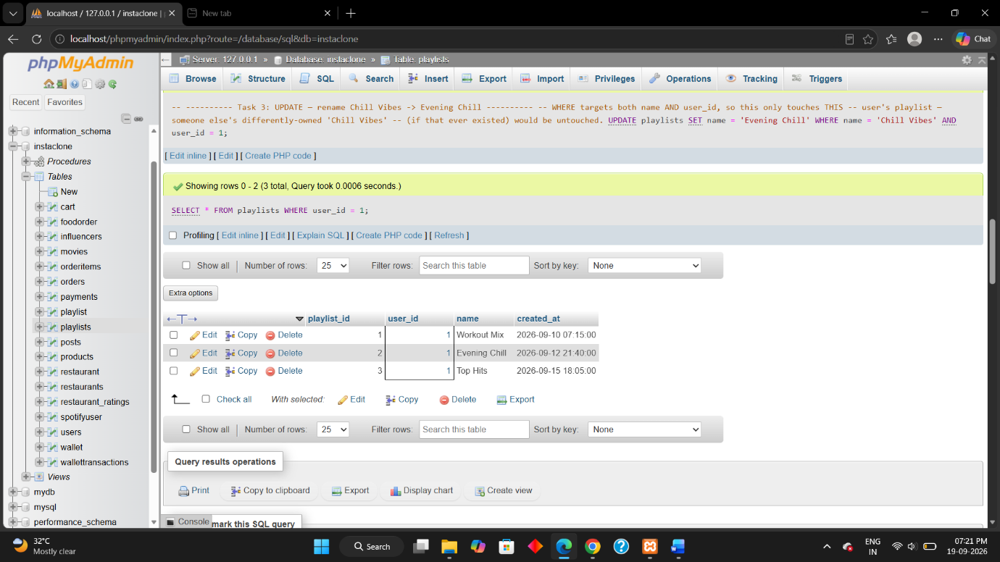 localhost / 127.0.0.1 / instaclone |
New tab
localhost/phpmyadmin/index.php?route=/database/sql&db=instaclone
Chat
phpMyAdmin
Recent Favorites
information_schema
instaclone
Procedures
Tables
New
cart
foodorder
influencers
movies
orderitems
orders
payments
playlist
playlists
posts
products
restaurant
restaurants
restaurant_ratings
spotifyuser
users
wallet
wallettransactions
Views
mydb
mysql
performance_schema
Server: 127.0.0.1 » Database: instaclone » Table: playlists
Browse Structure SQL Search Insert Export Import Privileges Operations Tracking Triggers
-- ---------- Task 3: UPDATE — rename Chill Vibes -> Evening Chill ---------- -- WHERE targets both name AND user_id, so this only touches THIS -- user's playlist —
someone else's differently-owned 'Chill Vibes' -- (if that ever existed) would be untouched. UPDATE playlists SET name = 'Evening Chill' WHERE name = 'Chill Vibes' AND
user_id = 1;
[ Edit inline ] [ Edit ] [ Create PHP code ]
Showing rows 0 - 2 (3 total, Query took 0.0006 seconds.)
SELECT * FROM playlists WHERE user_id = 1;
Profiling [ Edit inline ] [ Edit ] [ Explain SQL ] [ Create PHP code ] [ Refresh ]
Show all Number of rows: 25 Filter rows: Search this table Sort by key: None
Extra options
playlist_id user_id name created_at
Edit Copy Delete 1 1 Workout Mix 2026-09-10 07:15:00
Edit Copy Delete 2 1 Evening Chill 2026-09-12 21:40:00
Edit Copy Delete 3 1 Top Hits 2026-09-15 18:05:00
Check all With selected: Edit Copy Delete Export
Show all Number of rows: 25 Filter rows: Search this table Sort by key: None
Query results operations
Print Copy to clipboard Export Display chart Create view
Console mark this SQL query
32°C
Mostly clear
Search
ENG
IN
07:21 PM
19-09-2026